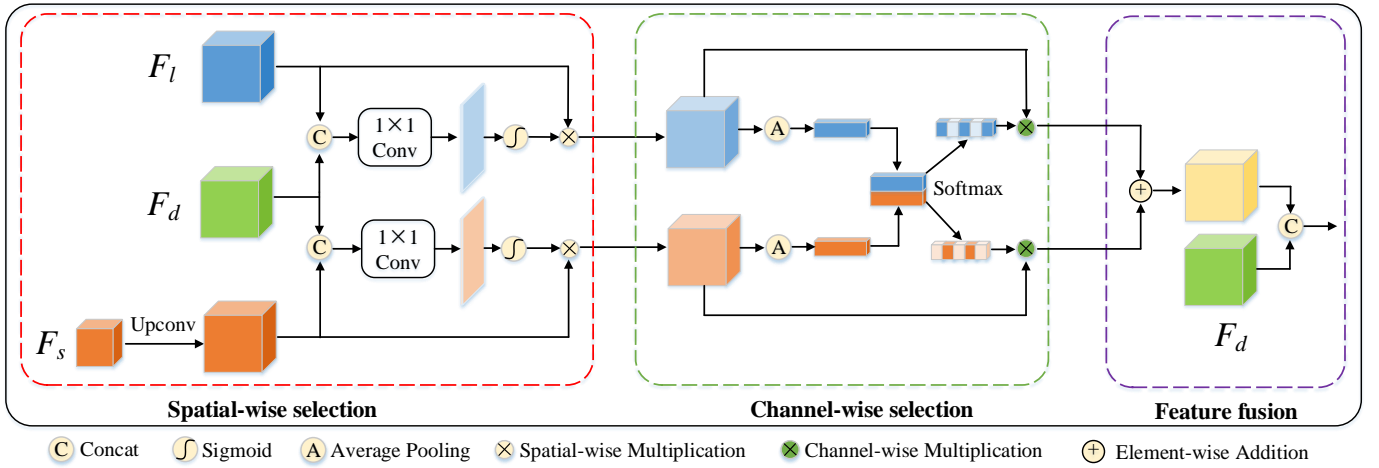 F_l
C
1×1
Conv
×
A
×
F_d
Softmax
+
C
C
1×1
Conv
×
A
×
F_s
Upconv
F_d
Spatial-wise selection
Channel-wise selection
Feature fusion
C Concat
Sigmoid
A Average Pooling
× Spatial-wise Multiplication
× Channel-wise Multiplication
+ Element-wise Addition